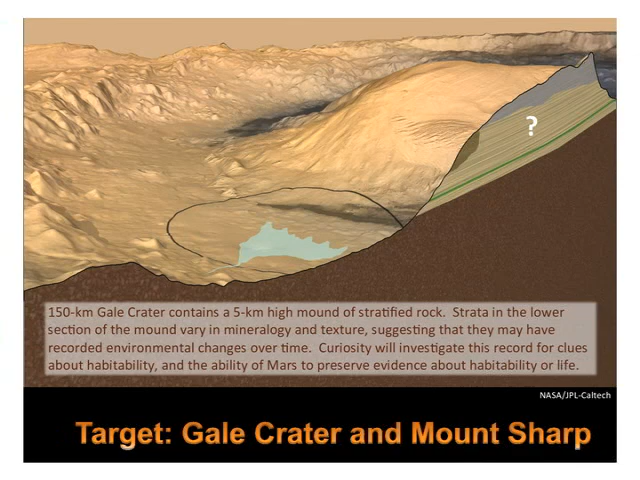 ?
150-km Gale Crater contains a 5-km high mound of stratified rock.  Strata in the lower
section of the mound vary in mineralogy and texture, suggesting that they may have
recorded environmental changes over time.  Curiosity will investigate this record for clues
about habitability, and the ability of Mars to preserve evidence about habitability or life.
NASA/JPL-Caltech
Target: Gale Crater and Mount Sharp